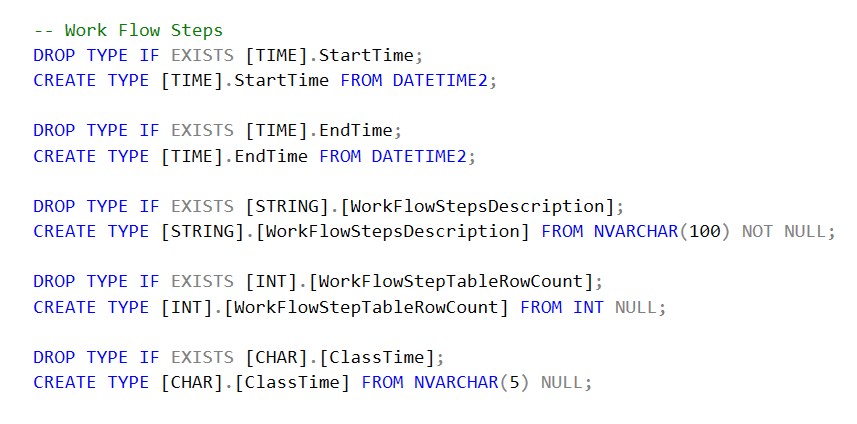 -- Work Flow Steps
DROP TYPE IF EXISTS [TIME].StartTime;
CREATE TYPE [TIME].StartTime FROM DATETIME2;
DROP TYPE IF EXISTS [TIME].EndTime;
CREATE TYPE [TIME].EndTime FROM DATETIME2;
DROP TYPE IF EXISTS [STRING].[WorkFlowStepsDescription];
CREATE TYPE [STRING].[WorkFlowStepsDescription] FROM NVARCHAR(100) NOT NULL;
DROP TYPE IF EXISTS [INT].[WorkFlowStepTableRowCount];
CREATE TYPE [INT].[WorkFlowStepTableRowCount] FROM INT NULL;
DROP TYPE IF EXISTS [CHAR].[ClassTime];
CREATE TYPE [CHAR].[ClassTime] FROM NVARCHAR(5) NULL;